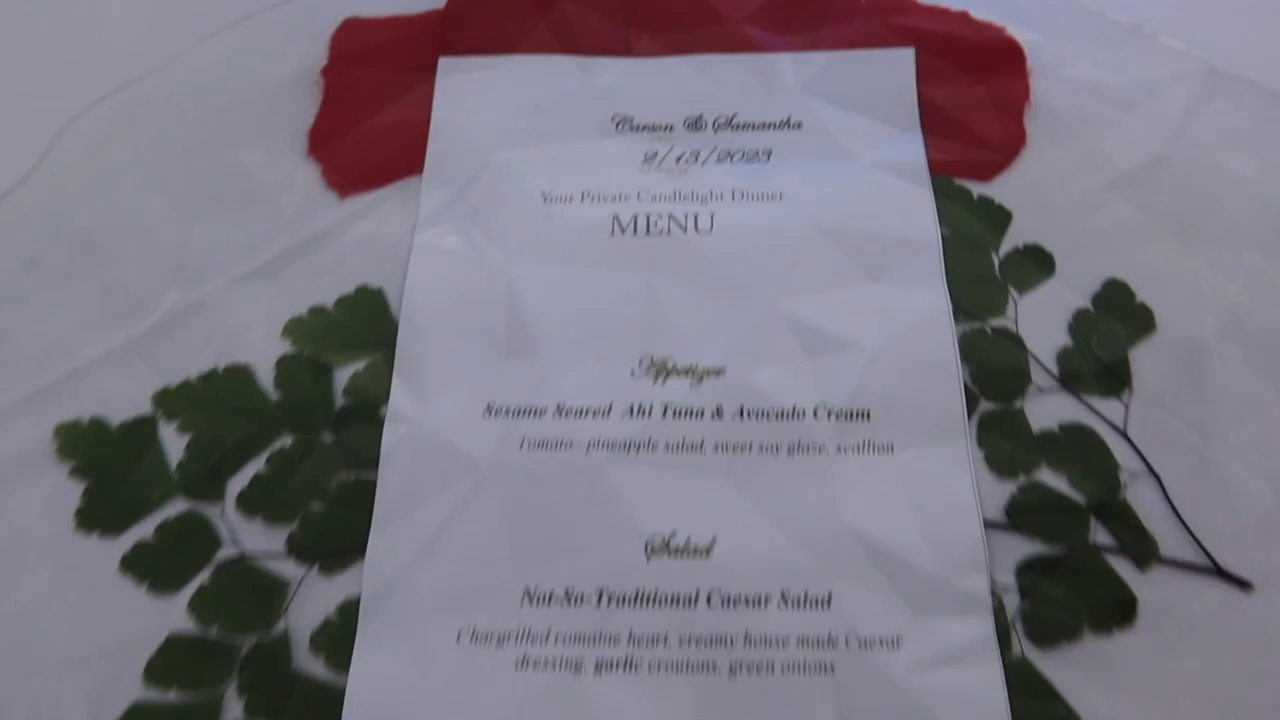 Carson & Samantha
2/13/2023
Your Private Candlelight Dinner
MENU
Appetizer
Sesame Seared Ahi Tuna & Avocado Cream
Tomato-pineapple salad, sweet soy glaze, scallion
Salad
Not-So-Traditional Caesar Salad
Chargrilled romaine heart, creamy house made Caesar
dressing, garlic croutons, green onions